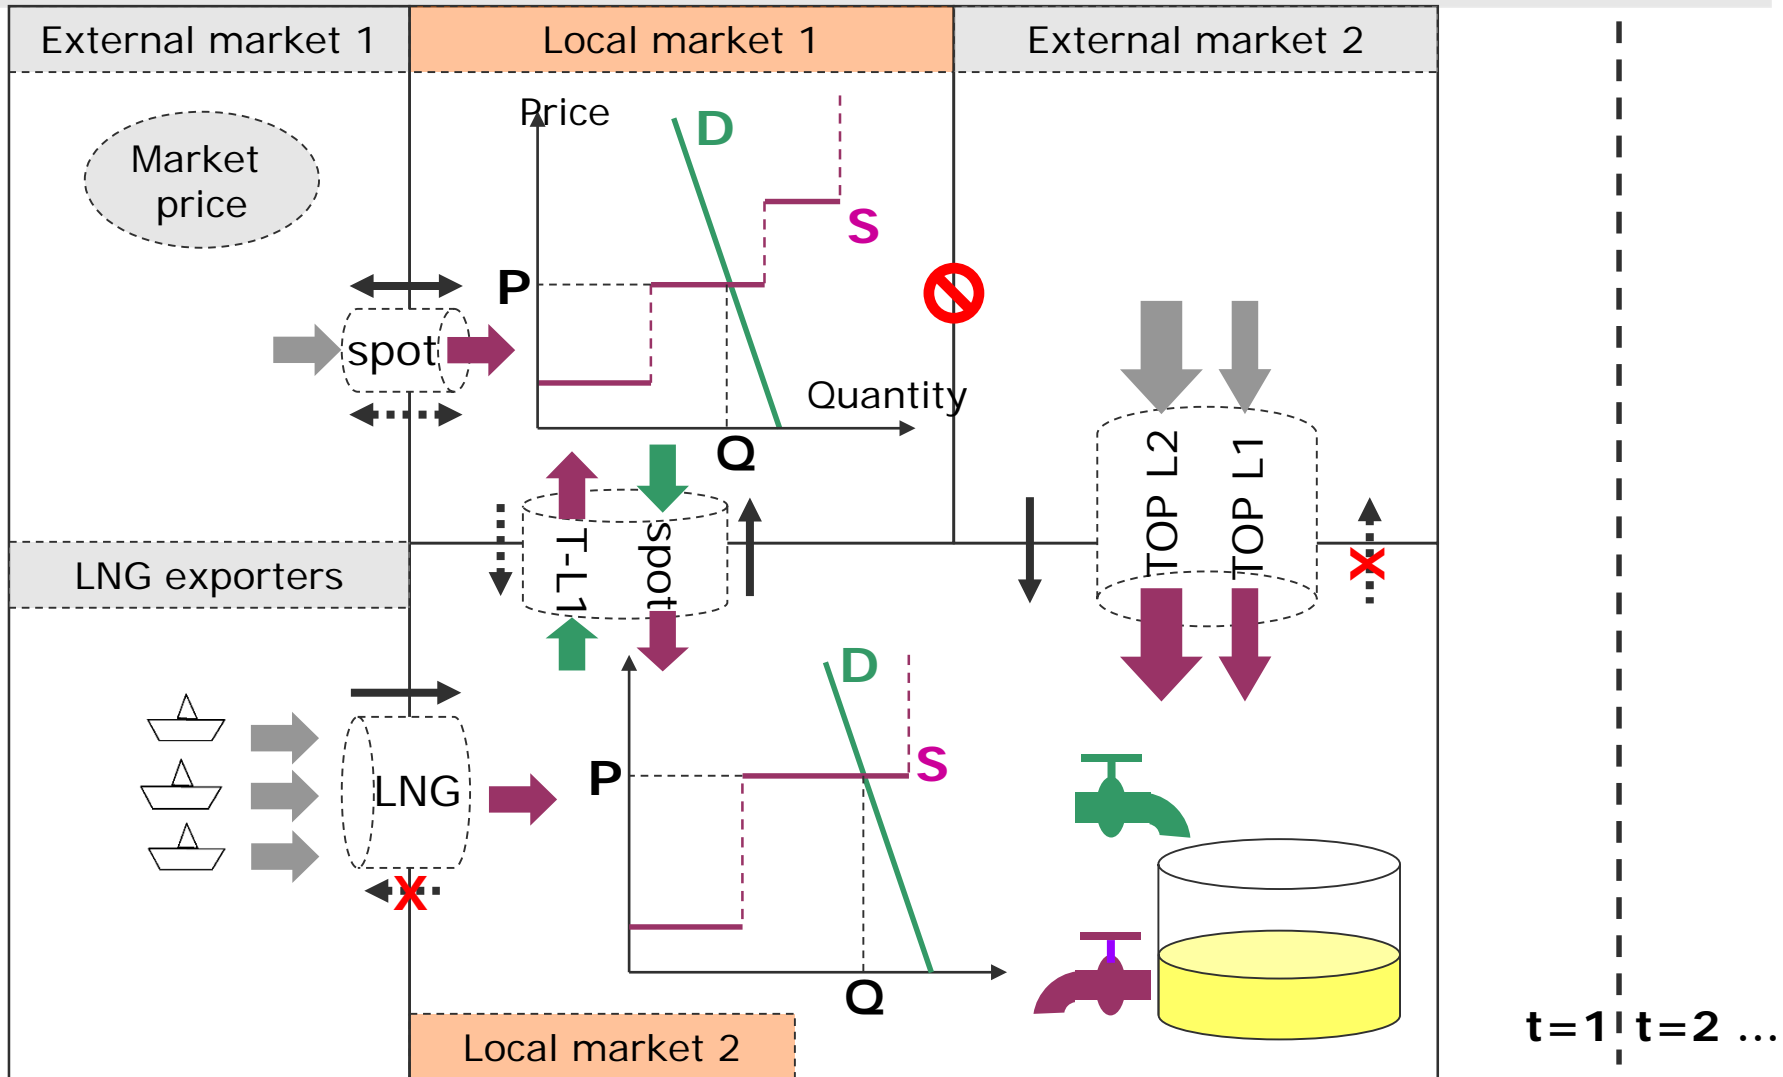 External market 1
Local market 1
External market 2
Market
price
Price
D
S
P
spot
Quantity
Q
TOP L2
TOP L1
T-L1
spot
X
LNG exporters
D
S
P
LNG
X
Q
Local market 2
t=1
t=2 ...